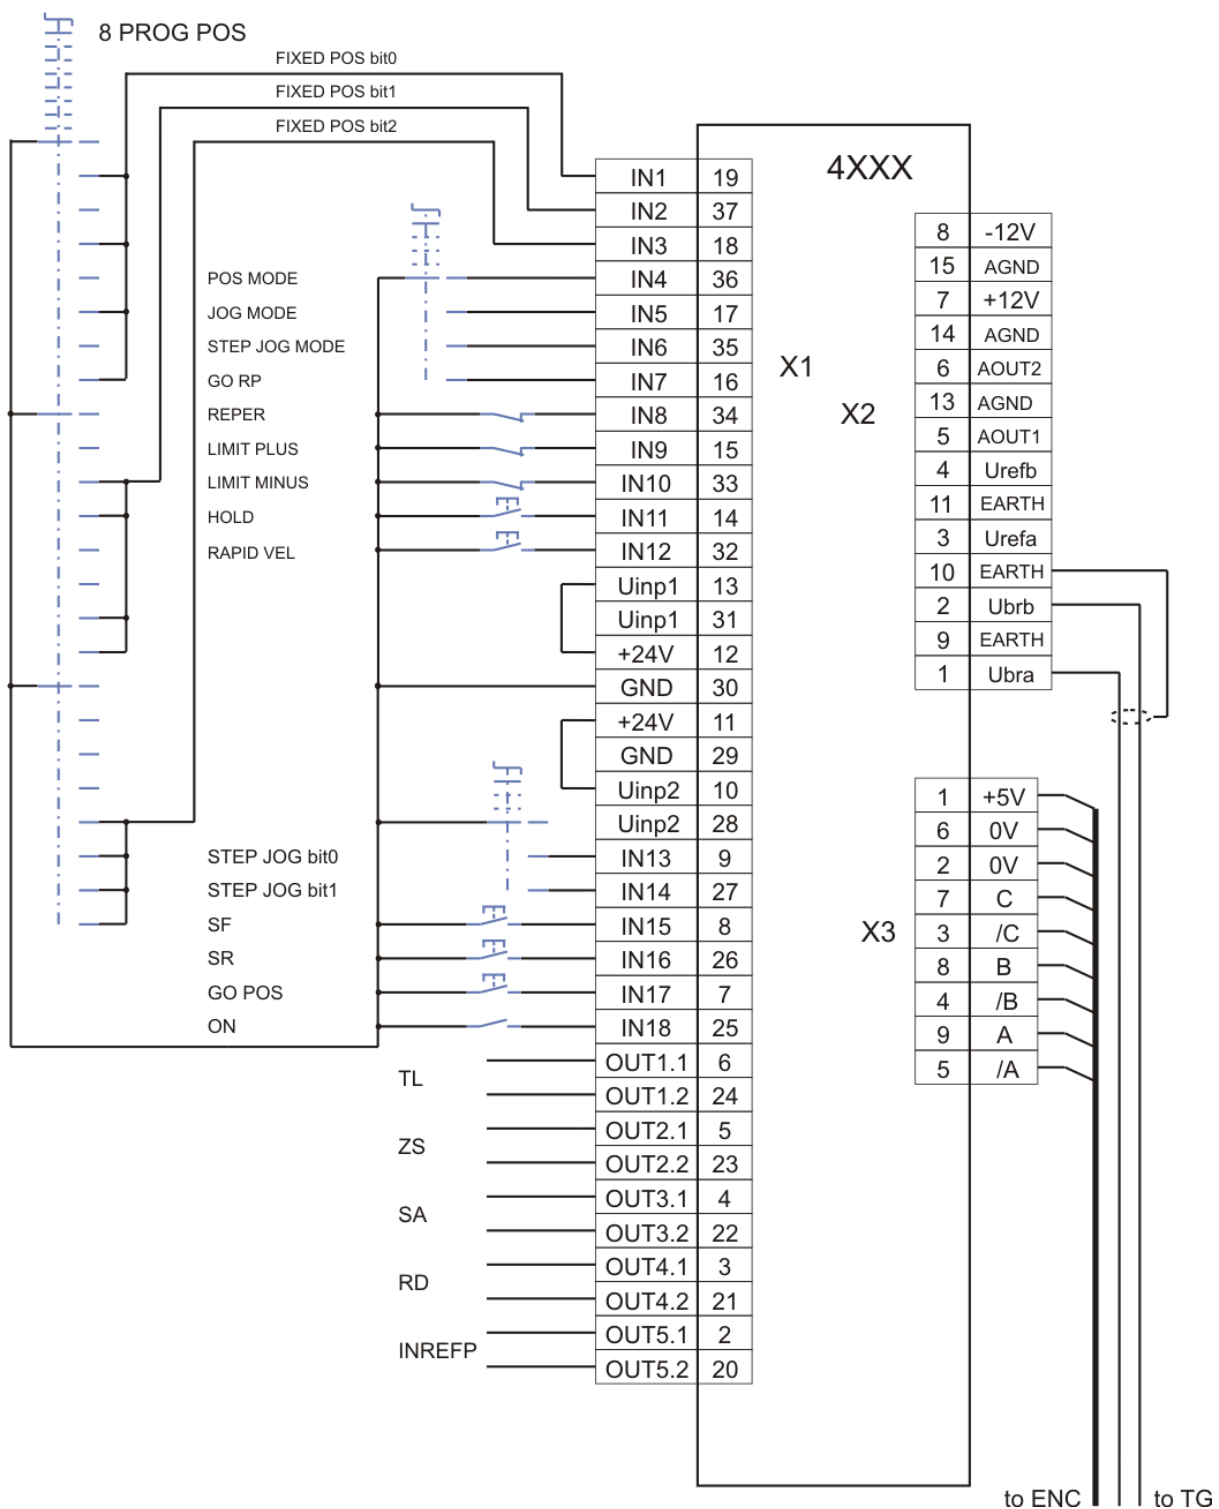 8 PROG POS
FIXED POS bit0
FIXED POS bit1
FIXED POS bit2
4XXX
X1
X2
X3
IN1 19
IN2 37
IN3 18
POS MODE IN4 36
JOG MODE IN5 17
STEP JOG MODE IN6 35
GO RP IN7 16
REPER IN8 34
LIMIT PLUS IN9 15
LIMIT MINUS IN10 33
HOLD IN11 14
RAPID VEL IN12 32
Uinp1 13
Uinp1 31
+24V 12
GND 30
+24V 11
GND 29
Uinp2 10
Uinp2 28
STEP JOG bit0 IN13 9
STEP JOG bit1 IN14 27
SF IN15 8
SR IN16 26
GO POS IN17 7
ON IN18 25
TL
OUT1.1 6
OUT1.2 24
ZS
OUT2.1 5
OUT2.2 23
SA
OUT3.1 4
OUT3.2 22
RD
OUT4.1 3
OUT4.2 21
INREFP
OUT5.1 2
OUT5.2 20
8 -12V
15 AGND
7 +12V
14 AGND
6 AOUT2
13 AGND
5 AOUT1
4 Urefb
11 EARTH
3 Urefa
10 EARTH
2 Ubrb
9 EARTH
1 Ubra
1 +5V
6 0V
2 0V
7 C
3 /C
8 B
4 /B
9 A
5 /A
to ENC
to TG